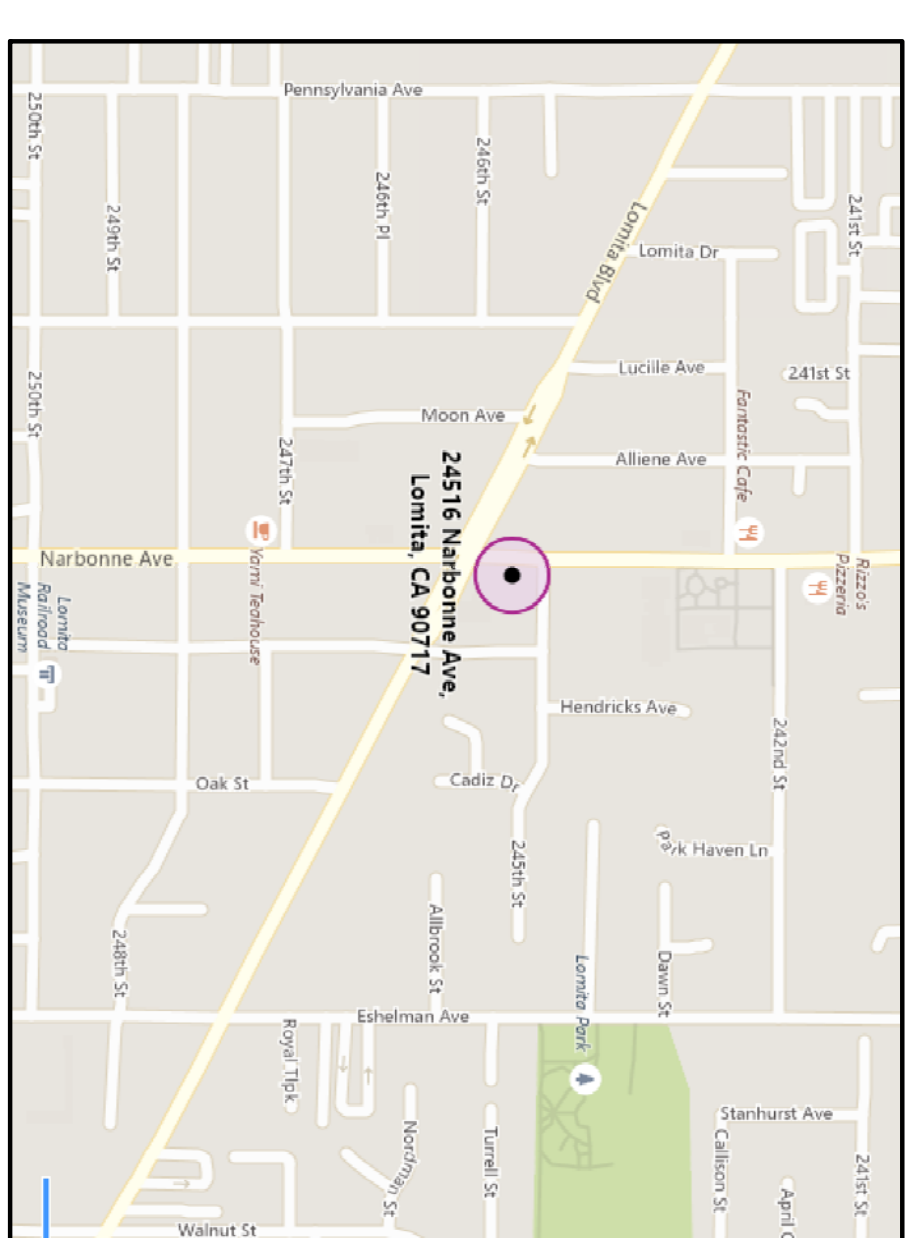 Pennsylvania Ave
250th St
249th St
246th Pl
246th St
241st St
Lomita Blvd
Lomita Dr
Lucille Ave
241st St
250th St
Moon Ave
Fantastic Cafe
247th St
Alliene Ave
24516 Narbonne Ave,
Lomita, CA 90717
Narbonne Ave
Yami Teahouse
Rizzo's
Pizzeria
Lomita
Railroad
Museum
Hendricks Ave
242nd St
Oak St
Cadiz Dr
Park Haven Ln
245th St
Allbrook St
248th St
Lomita Park
Dawn St
Eshelman Ave
Royal Tlpk
Stanhurst Ave
Nordman St
Turrell St
Callison St
241st St
April
Walnut St